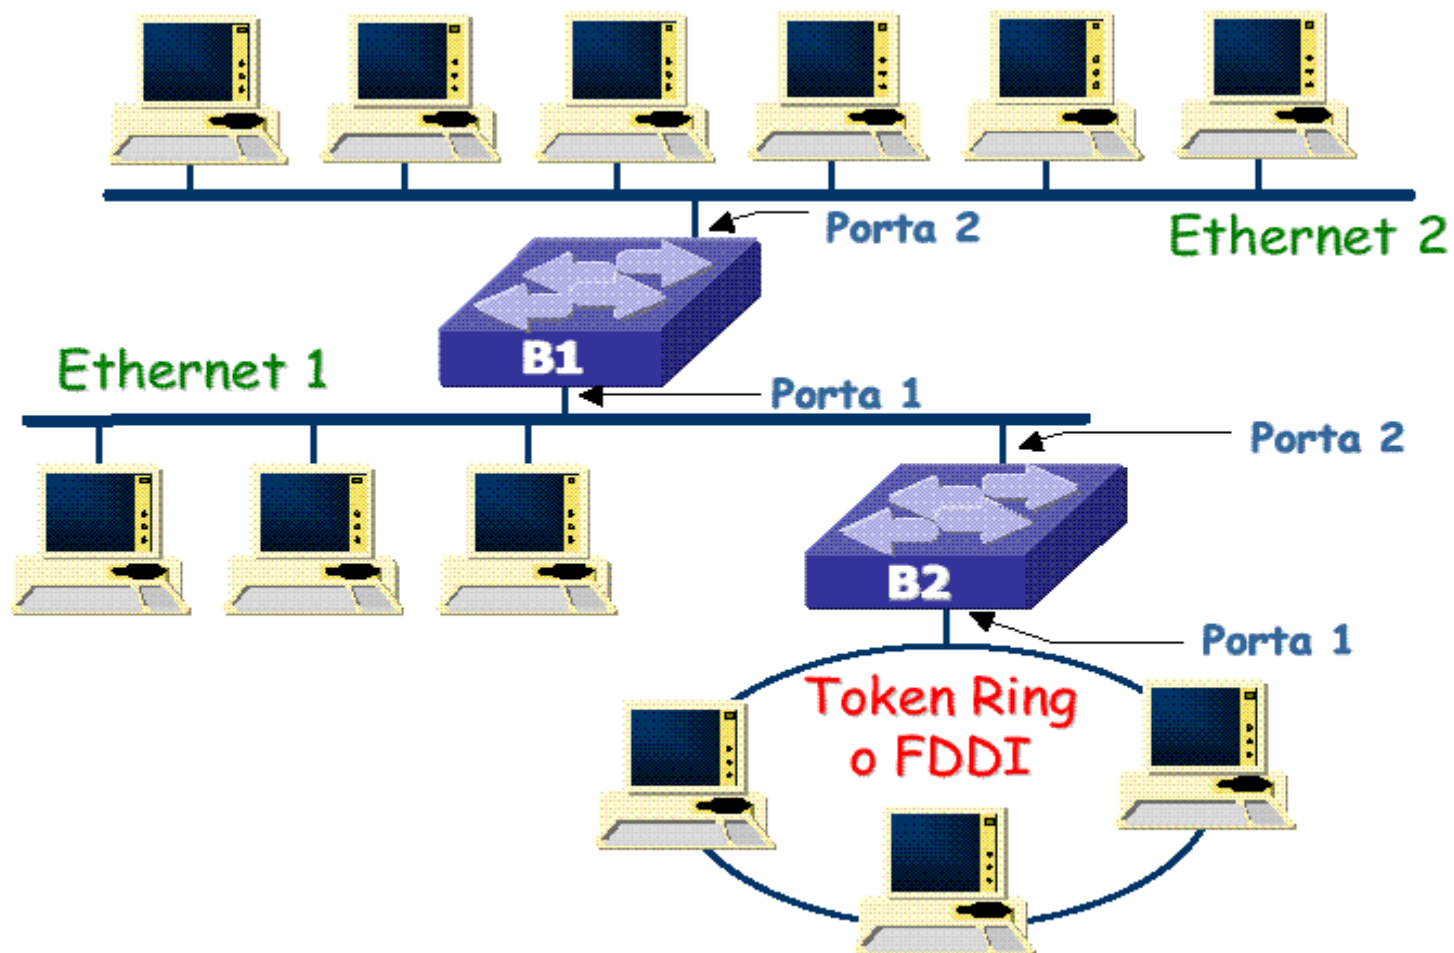 Porta 2
Ethernet 2
B1
Ethernet 1
Porta 1
Porta 2
B2
Porta 1
Token Ring
o FDDI